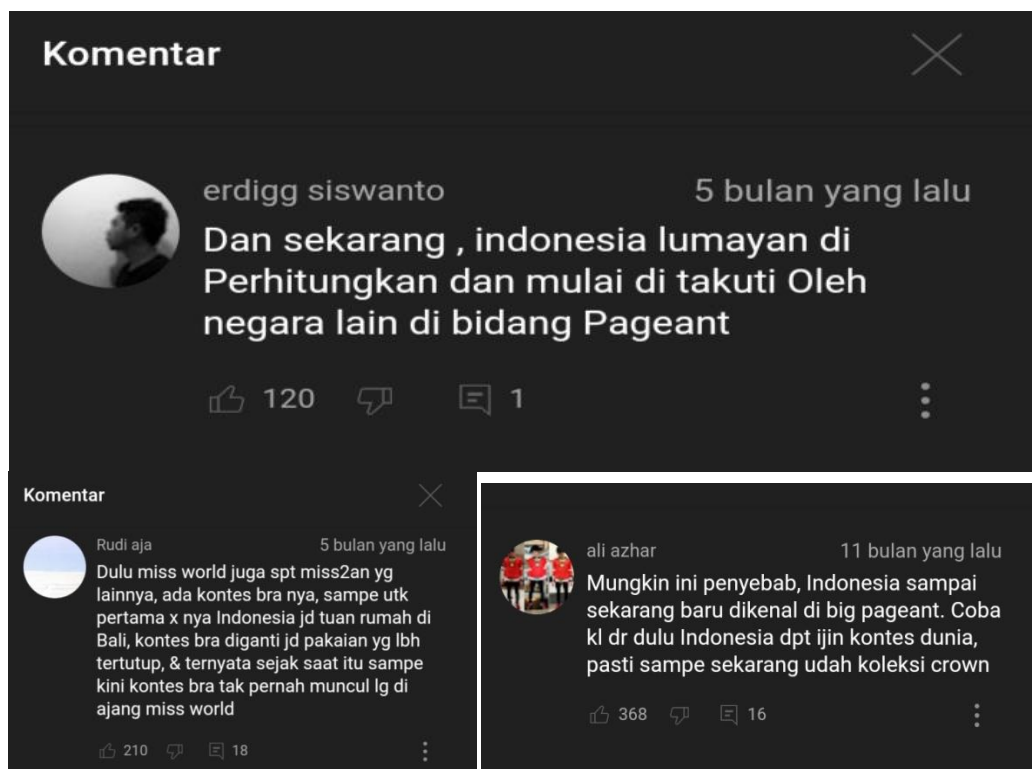 Komentar
erdigg siswanto 5 bulan yang lalu
Dan sekarang , indonesia lumayan di
Perhitungkan dan mulai di takuti Oleh
negara lain di bidang Pageant
120 1
Komentar
Rudi aja 5 bulan yang lalu
Dulu miss world juga spt miss2an yg
lainnya, ada kontes bra nya, sampe utk
pertama x nya Indonesia jd tuan rumah di
Bali, kontes bra diganti jd pakaian yg lbh
tertutup, & ternyata sejak saat itu sampe
kini kontes bra tak pernah muncul lg di
ajang miss world
210 18
ali azhar 11 bulan yang lalu
Mungkin ini penyebab, Indonesia sampai
sekarang baru dikenal di big pageant. Coba
kl dr dulu Indonesia dpt ijin kontes dunia,
pasti sampe sekarang udah koleksi crown
368 16